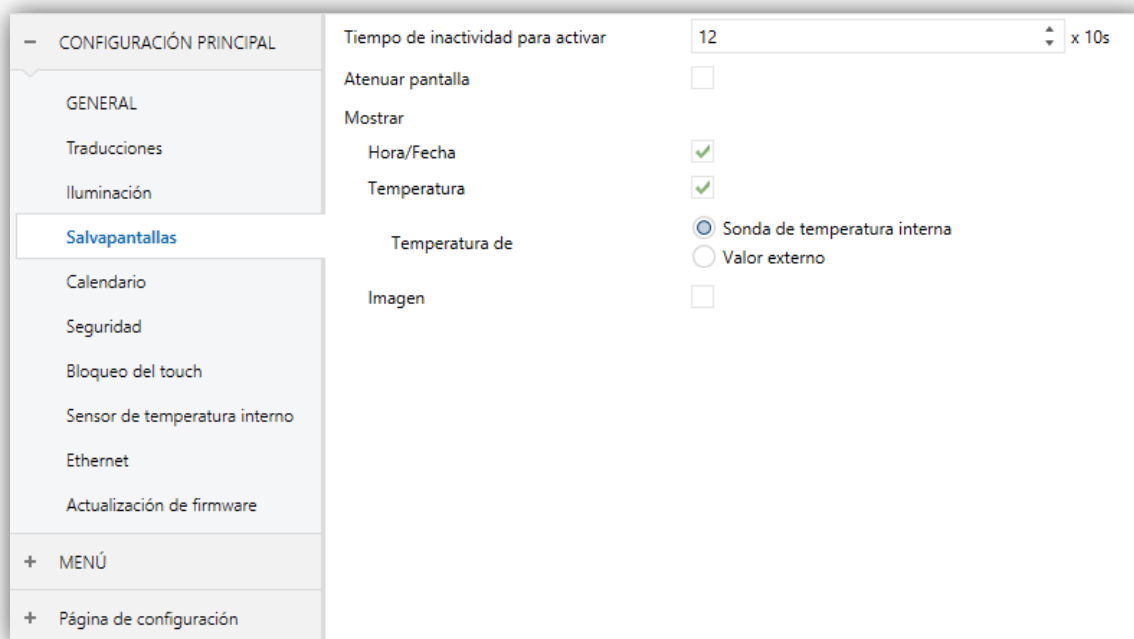 CONFIGURACIÓN PRINCIPAL
GENERAL
Traducciones
Iluminación
Salvapantallas
Calendario
Seguridad
Bloqueo del touch
Sensor de temperatura interno
Ethernet
Actualización de firmware
MENÚ
Página de configuración
Tiempo de inactividad para activar 12 x 10s
Atenuar pantalla
Mostrar
Hora/Fecha
Temperatura
Temperatura de
Sonda de temperatura interna
Valor externo
Imagen